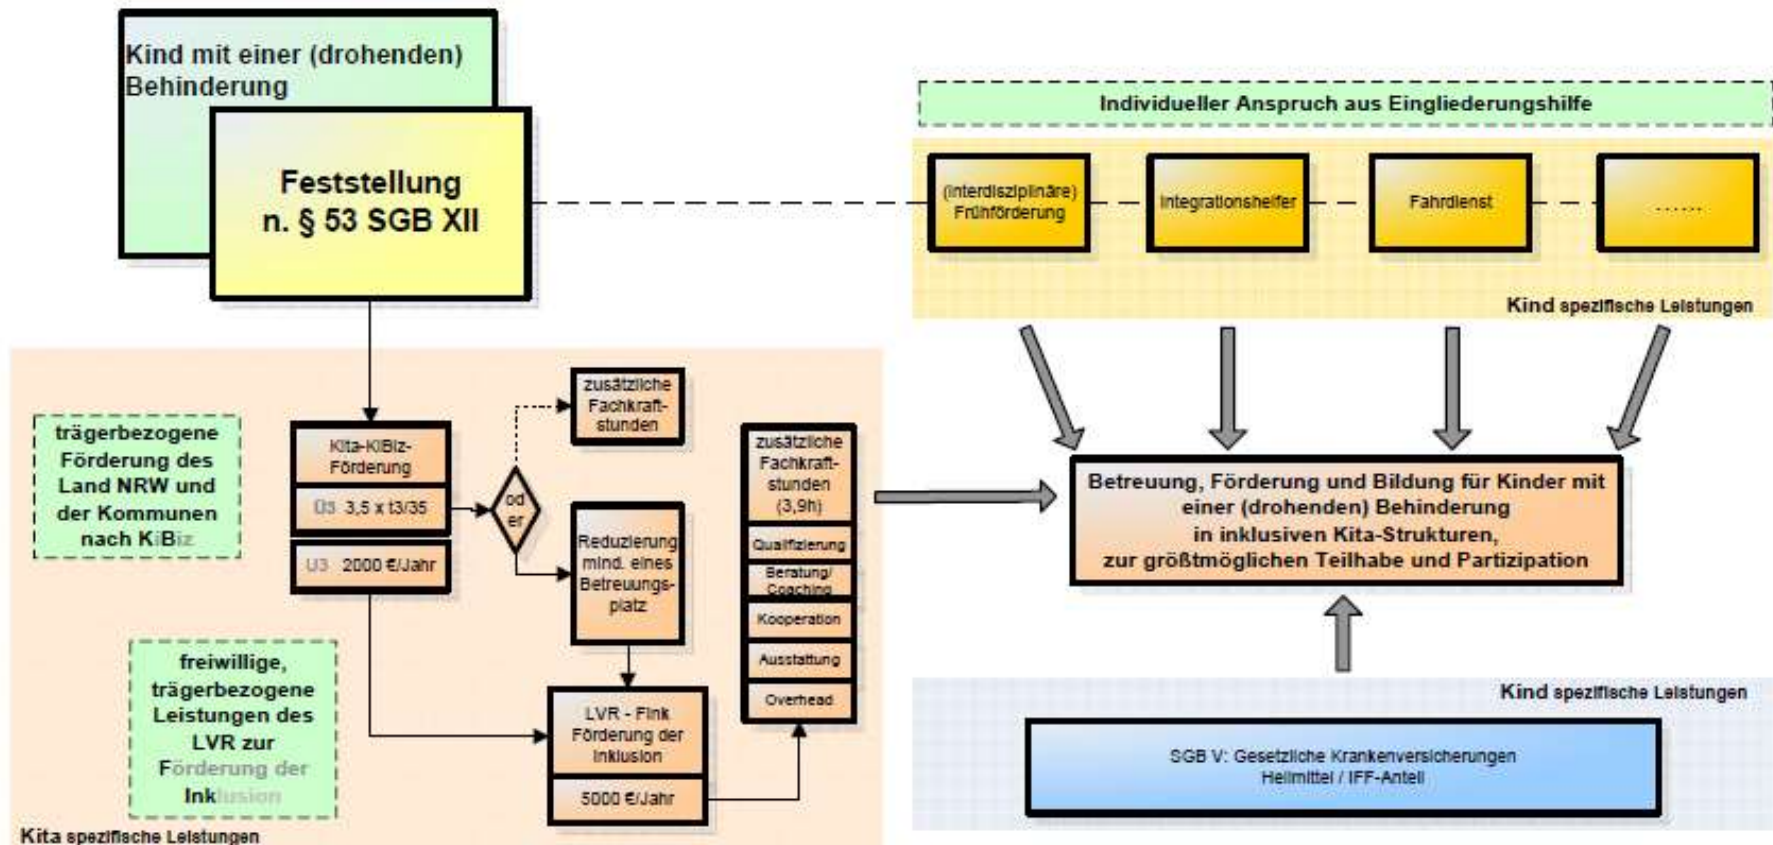 Kind mit einer (drohenden)
Behinderung
Feststellung
n. § 53 SGB XII
Individueller Anspruch aus Eingliederungshilfe
(interdisziplinäre)
Frühförderung
Integrationshelfer
Fahrdienst
......
Kind spezifische Leistungen
trägerbezogene
Förderung des
Land NRW und
der Kommunen
nach KiBiz
Kita-KiBiz-
Förderung
Ü3 3,5 x t3/35
U3 2000 €/Jahr
od
er
zusätzliche
Fachkraft-
stunden
Reduzierung
mind. eines
Betreuungs-
platz
freiwillige,
trägerbezogene
Leistungen des
LVR zur
Förderung der
Inklusion
LVR - Fink
Förderung der
Inklusion
5000 €/Jahr
zusätzliche
Fachkraft-
stunden
(3,9h)
Qualifizierung
Beratung/
Coaching
Kooperation
Ausstattung
Overhead
Kita spezifische Leistungen
Betreuung, Förderung und Bildung für Kinder mit
einer (drohenden) Behinderung
in inklusiven Kita-Strukturen,
zur größtmöglichen Teilhabe und Partizipation
Kind spezifische Leistungen
SGB V: Gesetzliche Krankenversicherungen
Heilmittel / IFF-Anteil